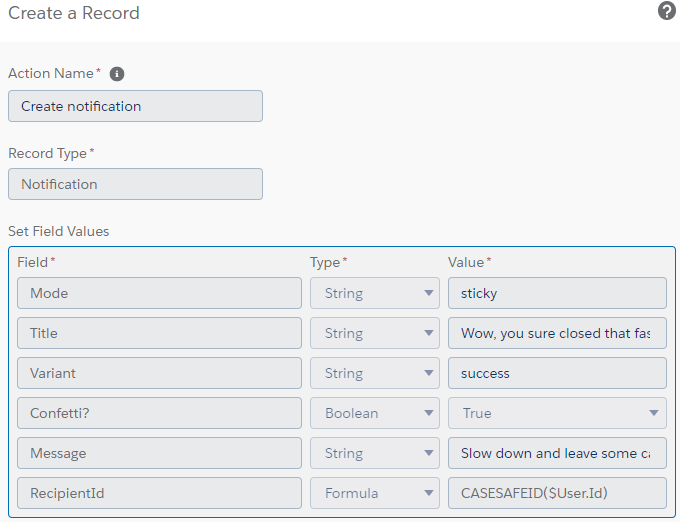 Create a Record
Action Name*
Create notification
Record Type*
Notification
Set Field Values
Field* Type* Value*
Mode String sticky
Title String Wow, you sure closed that fas
Variant String success
Confetti? Boolean True
Message String Slow down and leave some
RecipientId Formula CASESAFEID($User.Id)